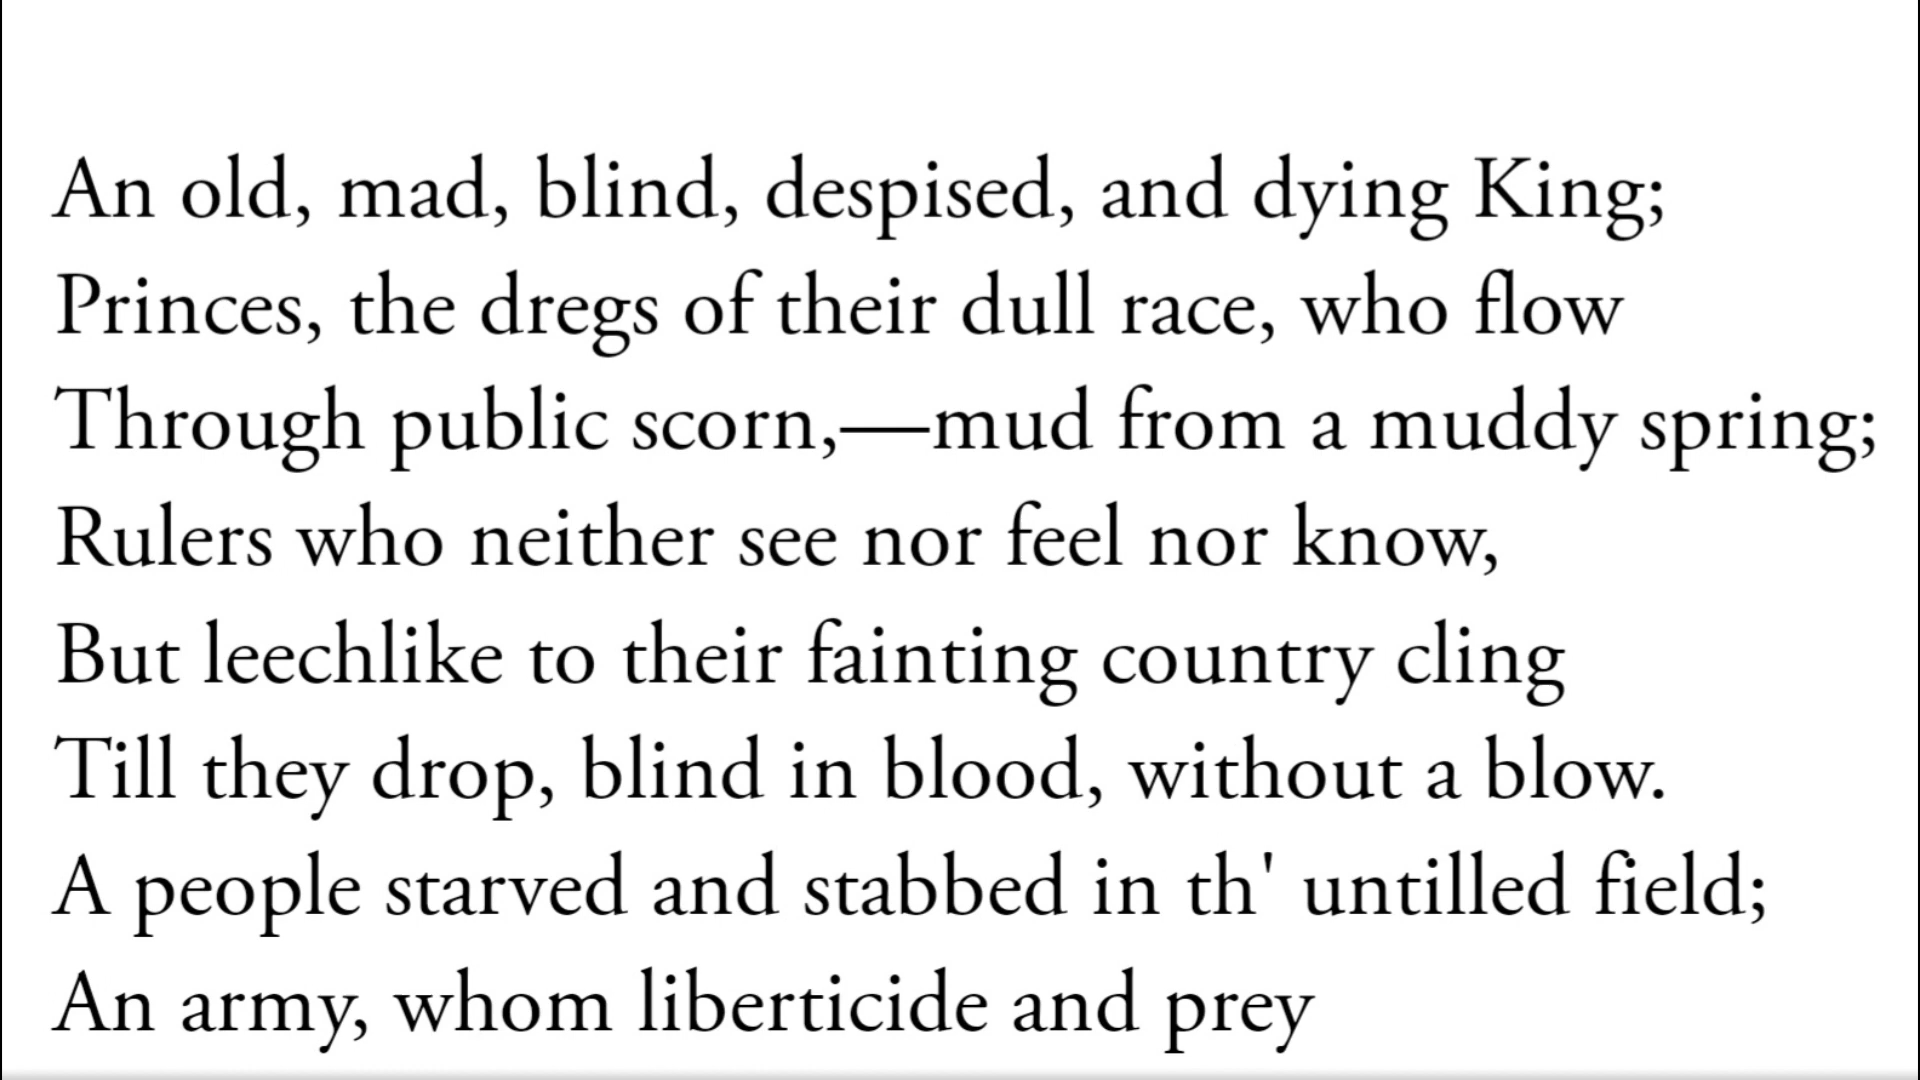 An old, mad, blind, despised, and dying King;
Princes, the dregs of their dull race, who flow
Through public scorn,—mud from a muddy spring;
Rulers who neither see nor feel nor know,
But leechlike to their fainting country cling
Till they drop, blind in blood, without a blow.
A people starved and stabbed in th' untilled field;
An army, whom liberticide and prey